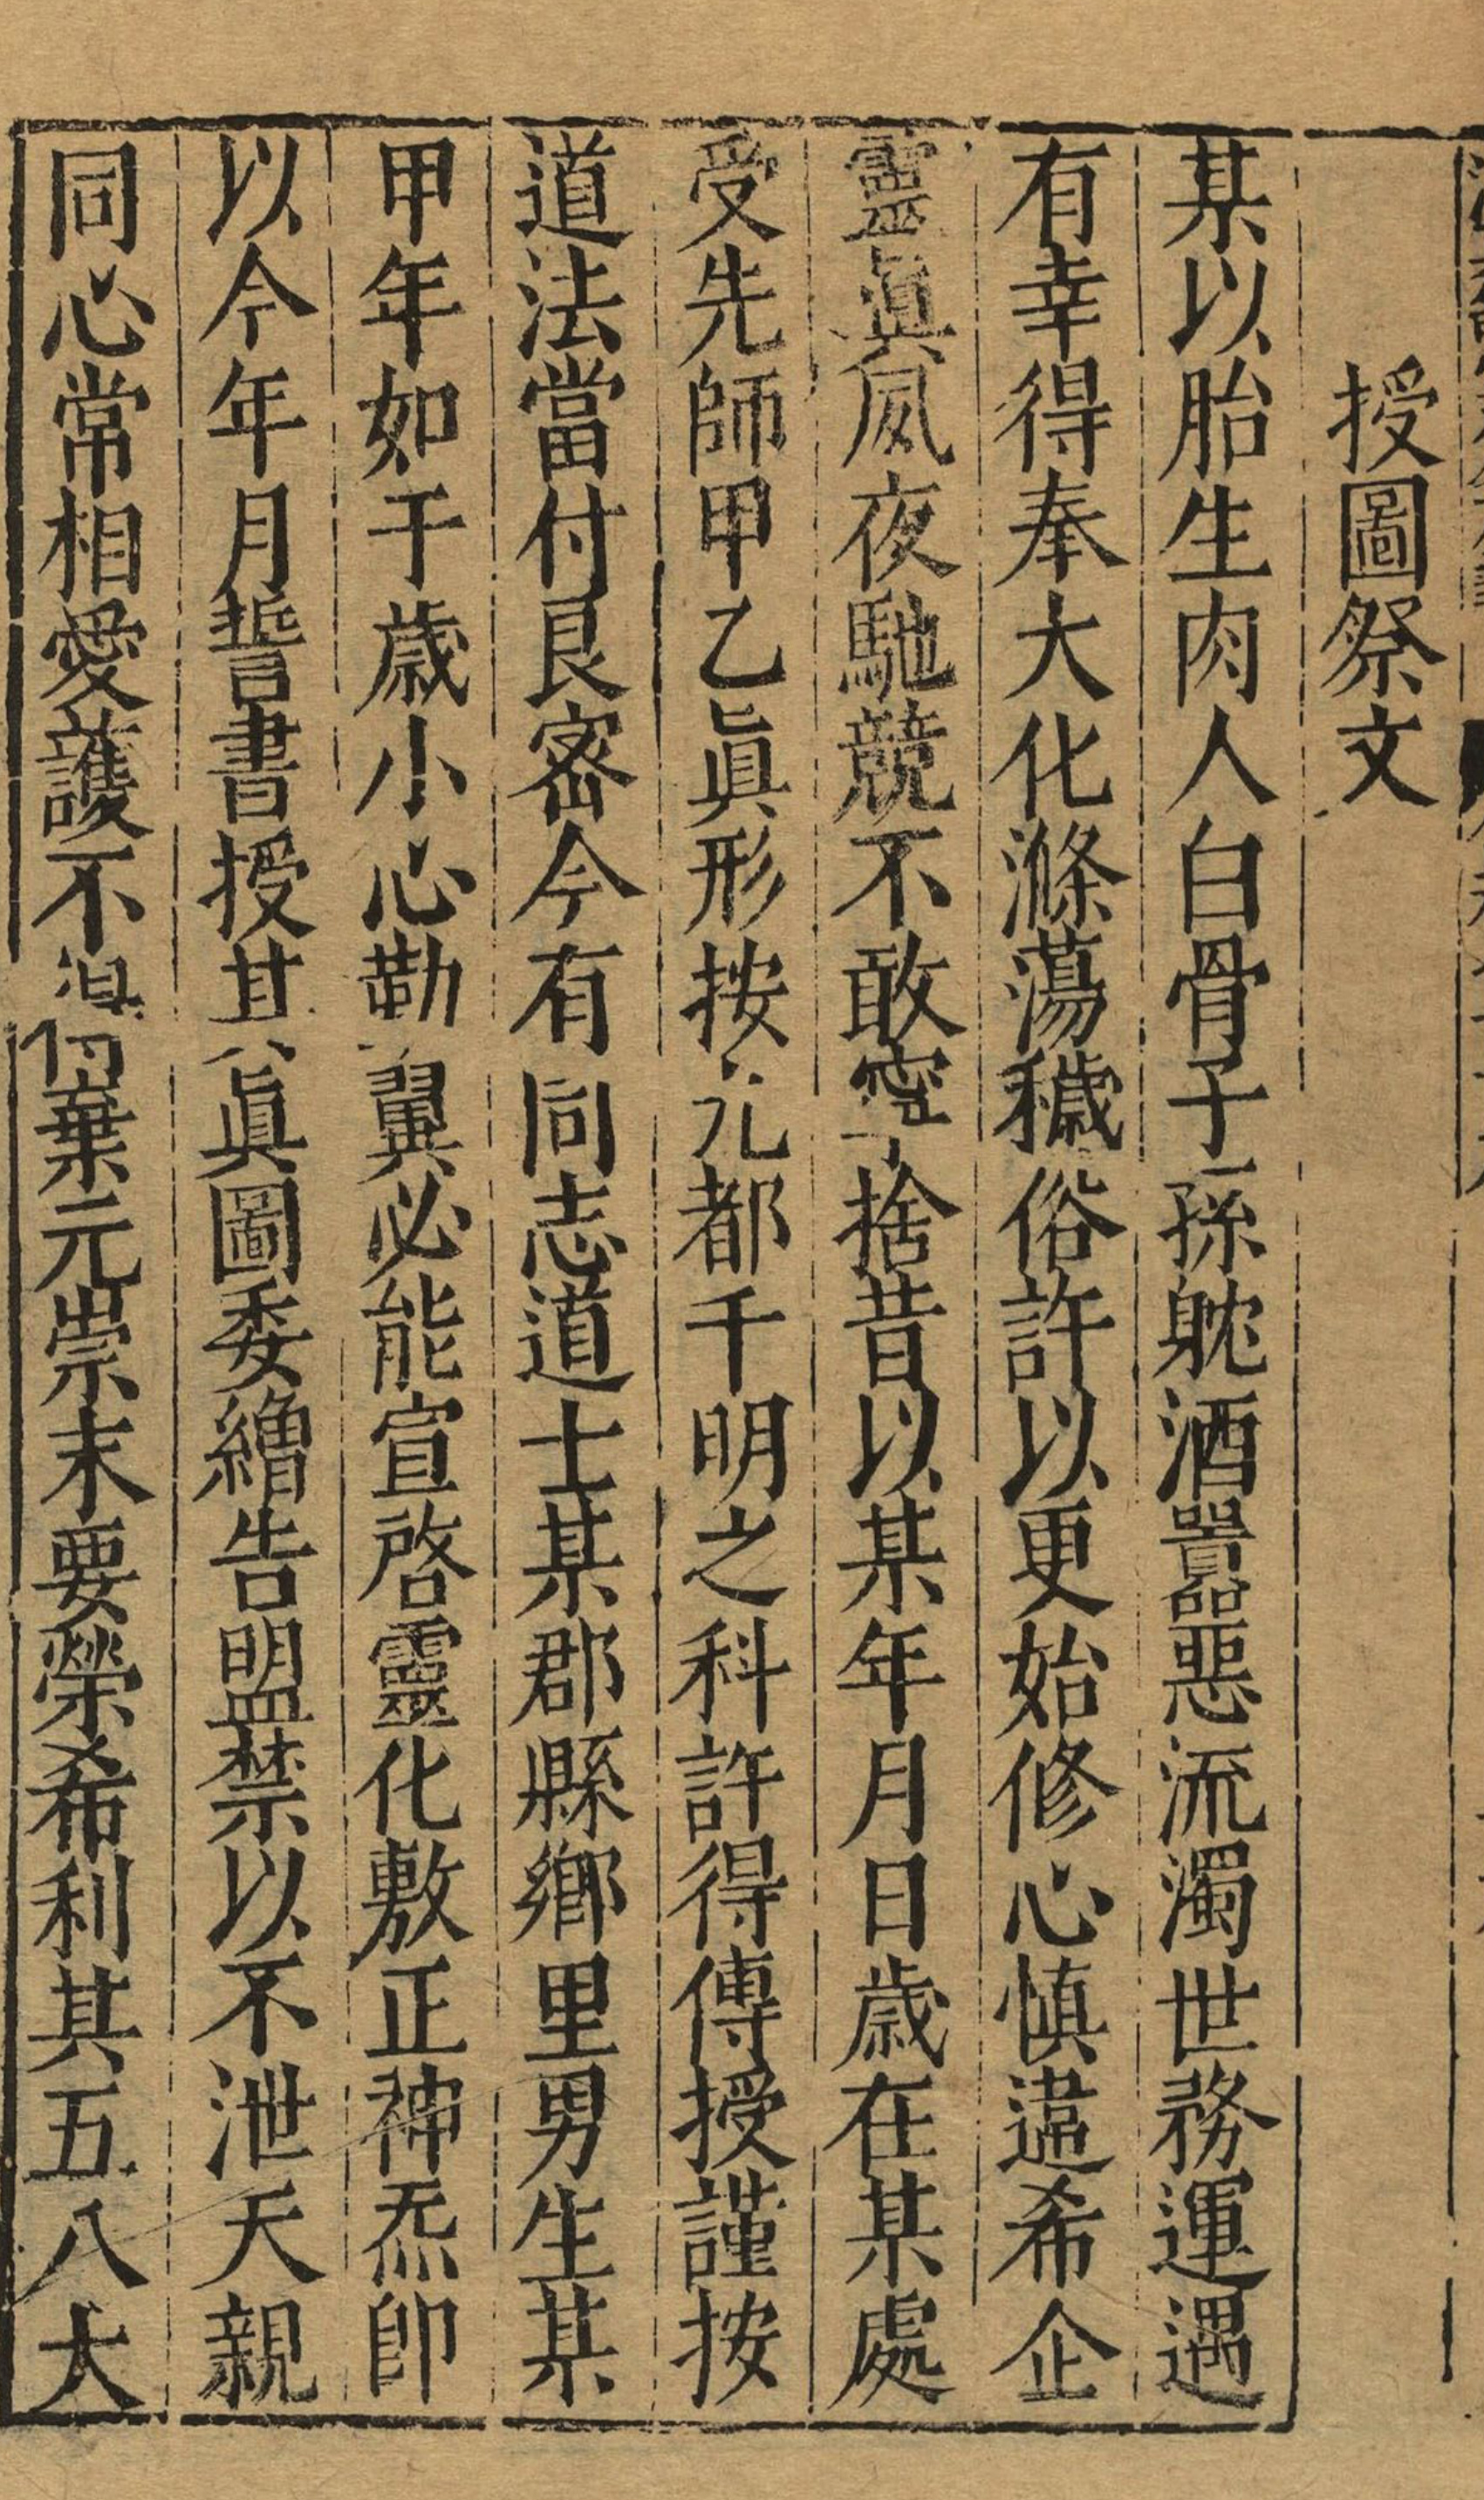 授圖祭文
某以胎生肉人白骨子孫躭酒嚚惡流濁世務運遇
有幸得奉大化滌蕩穢俗許以更始修心慎違希企
靈眞夙夜馳競不敢寧捨昔以某年月日歲在某處
受先師甲乙眞形按元都千明之科許得傳授謹按
道法當付艮密今有同志道士某郡縣鄉里男生某
甲年如干歲小心勤翼必能宣啓靈化敷正神炁卽
以今年月誓書授其眞圖委繒告盟禁以不泄天親
同心常相愛護不得棄元崇末要榮希利其五八大